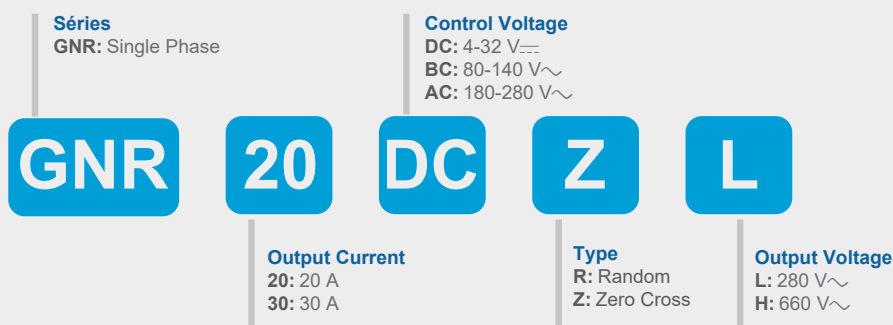 Séries
GNR: Single Phase
Control Voltage
DC: 4-32 V⎓
BC: 80-140 V∿
AC: 180-280 V∿
GNR 20 DC Z L
Output Current
20: 20 A
30: 30 A
Type
R: Random
Z: Zero Cross
Output Voltage
L: 280 V∿
H: 660 V∿